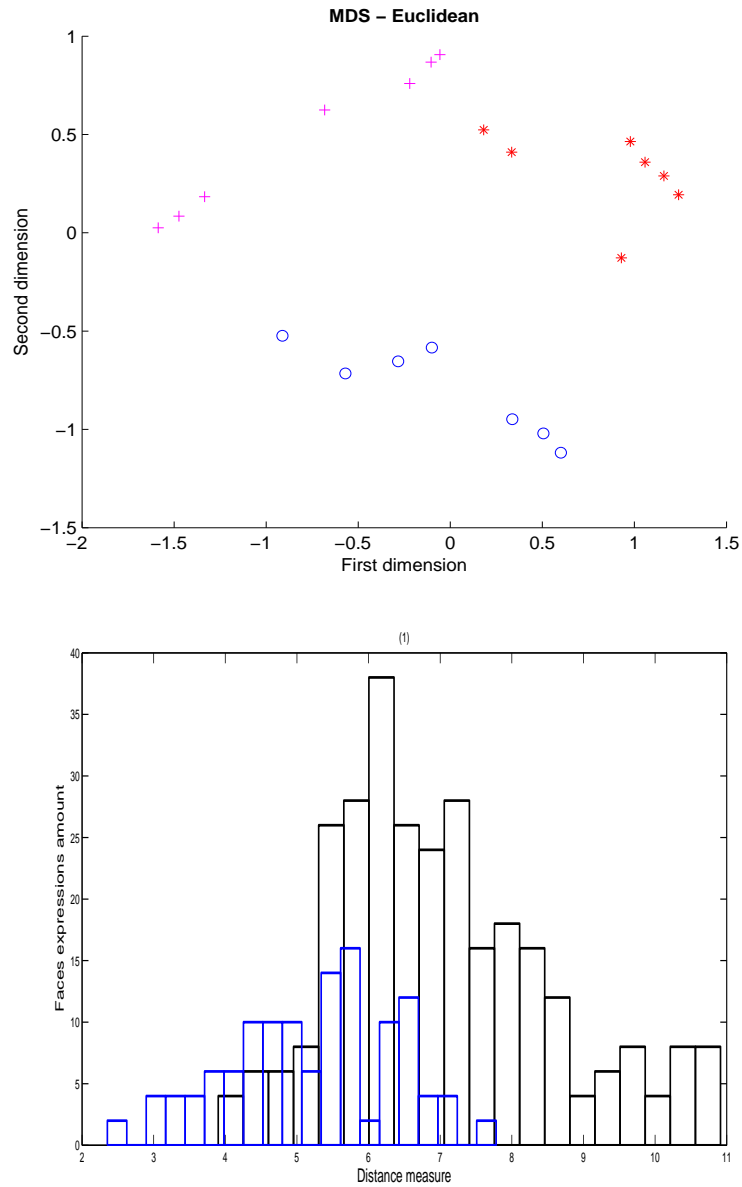 MDS − Euclidean
1
0.5
0
−0.5
−1
−1.5
Second dimension
−2 −1.5 −1 −0.5 0 0.5 1 1.5
First dimension
(1)
40
35
30
25
20
15
10
5
0
Faces expressions amount
2 3 4 5 6 7 8 9 10 11
Distance measure